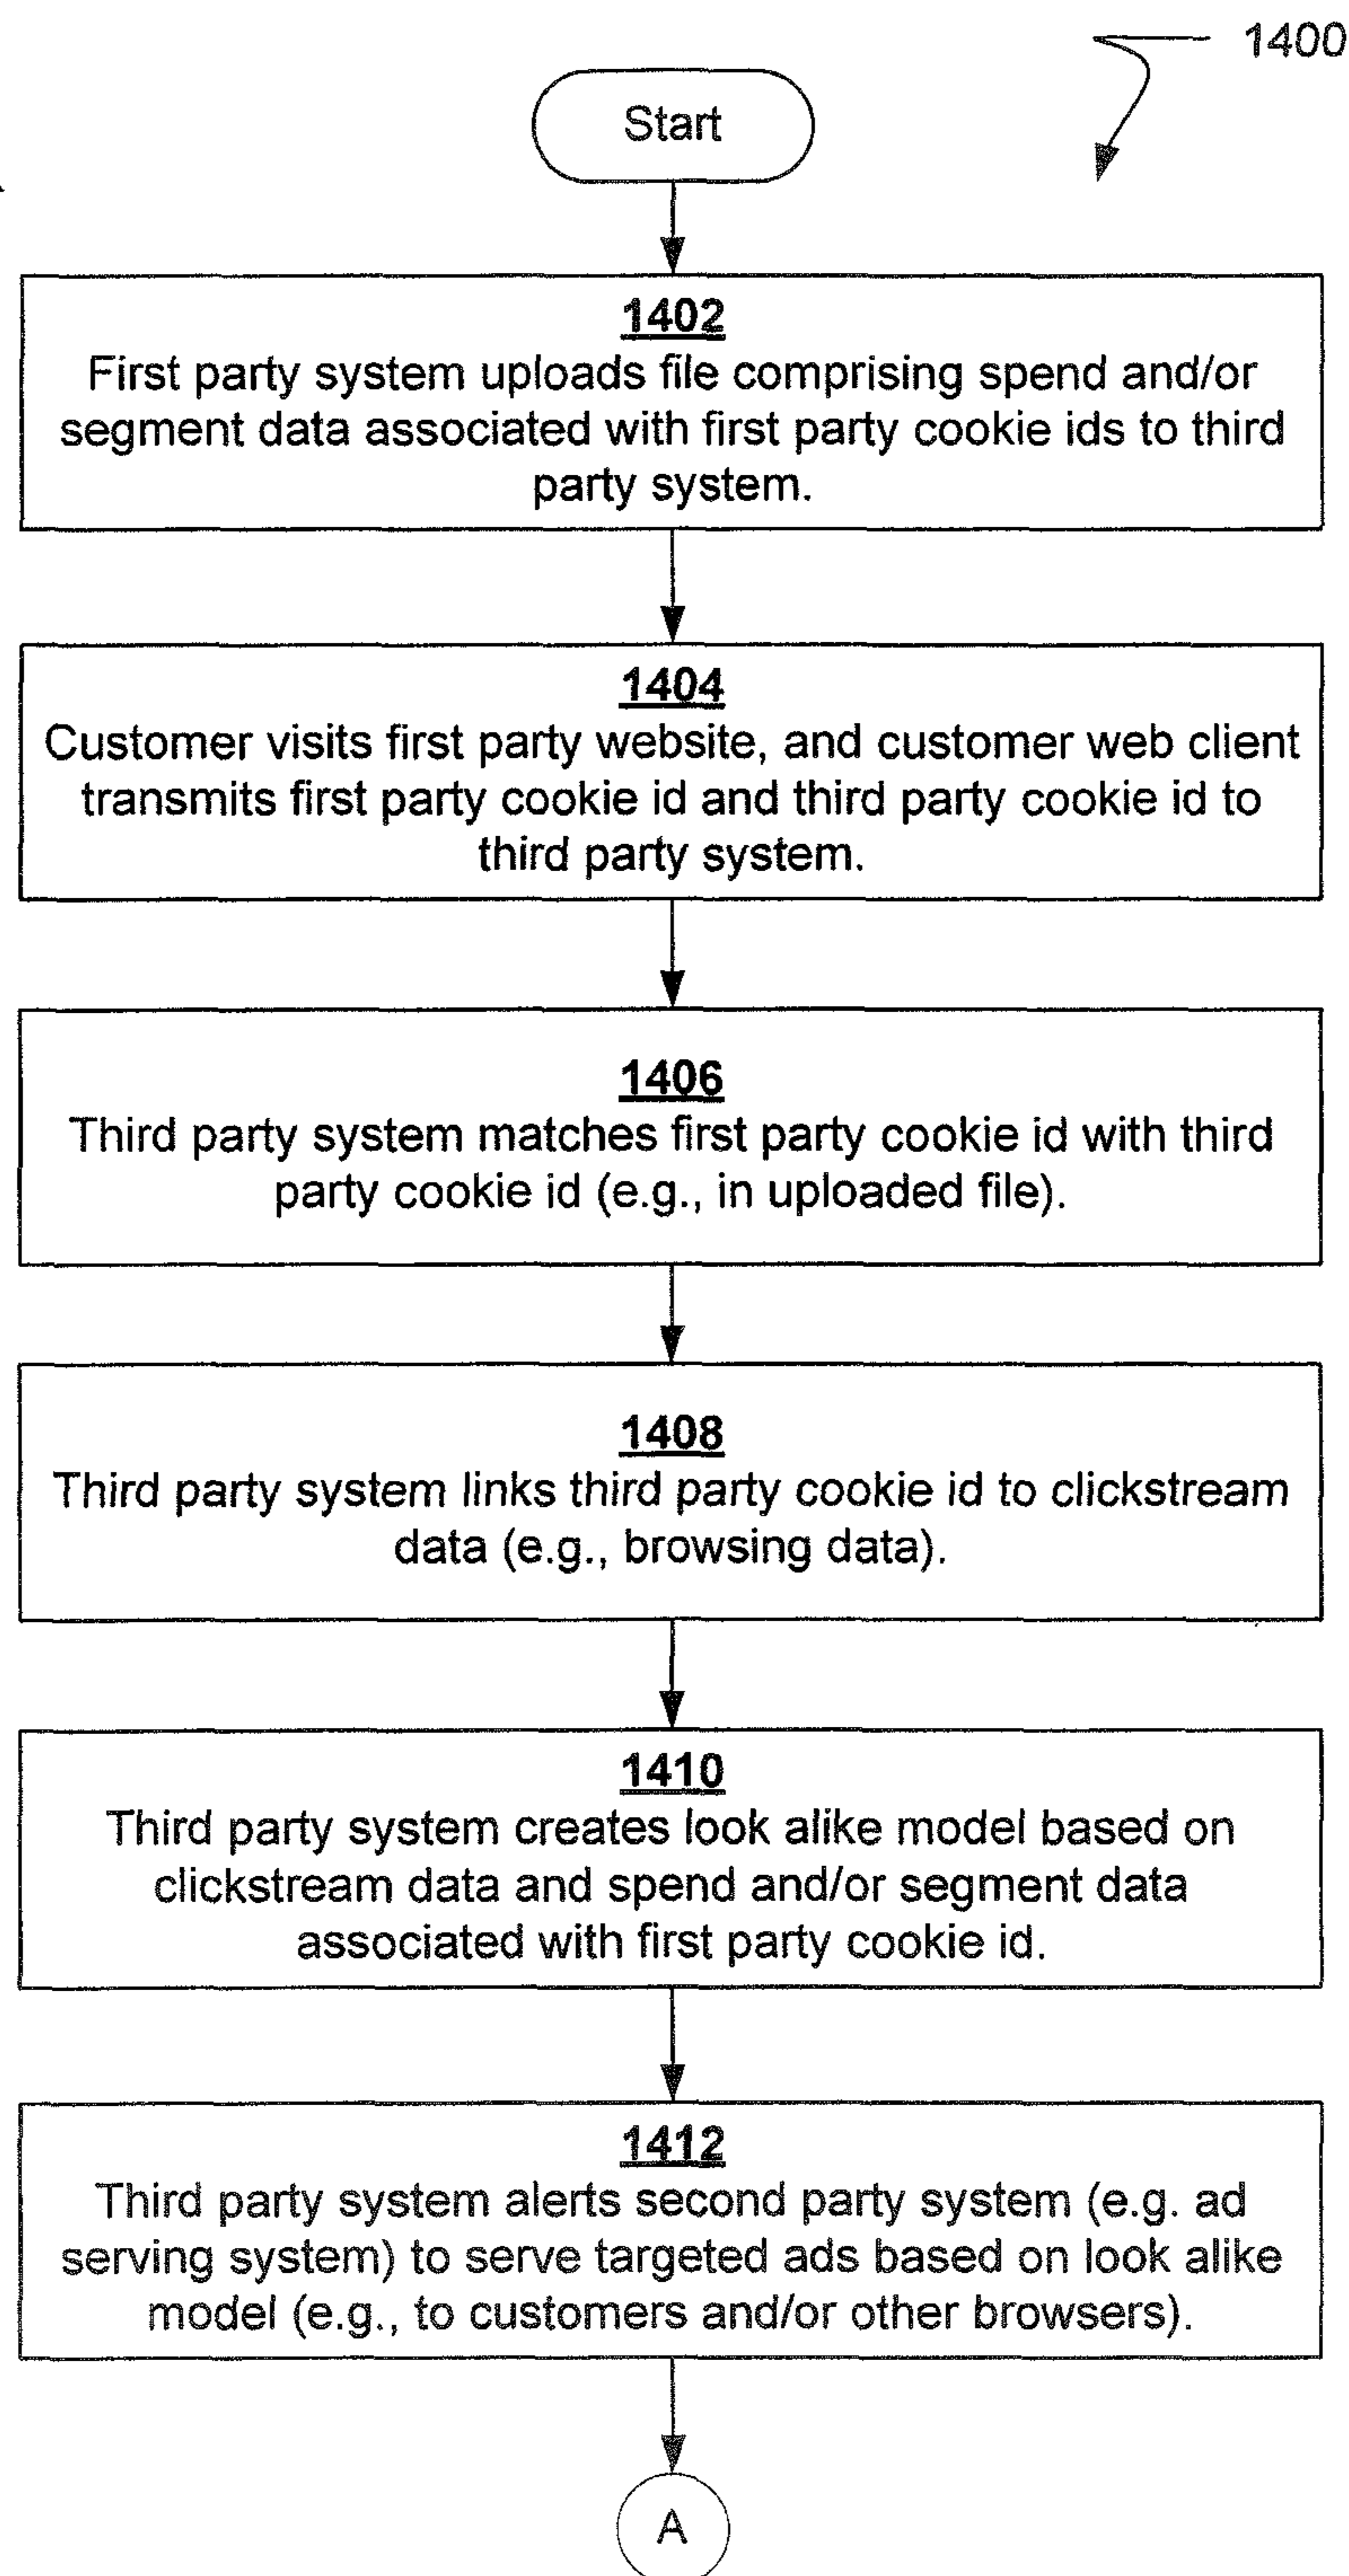 1400
Start
1402
First party system uploads file comprising spend and/or
segment data associated with first party cookie ids to third
party system.
1404
Customer visits first party website, and customer web client
transmits first party cookie id and third party cookie id to
third party system.
1406
Third party system matches first party cookie id with third
party cookie id (e.g., in uploaded file).
1408
Third party system links third party cookie id to clickstream
data (e.g., browsing data).
1410
Third party system creates look alike model based on
clickstream data and spend and/or segment data
associated with first party cookie id.
1412
Third party system alerts second party system (e.g. ad
serving system) to serve targeted ads based on look alike
model (e.g., to customers and/or other browsers).
A